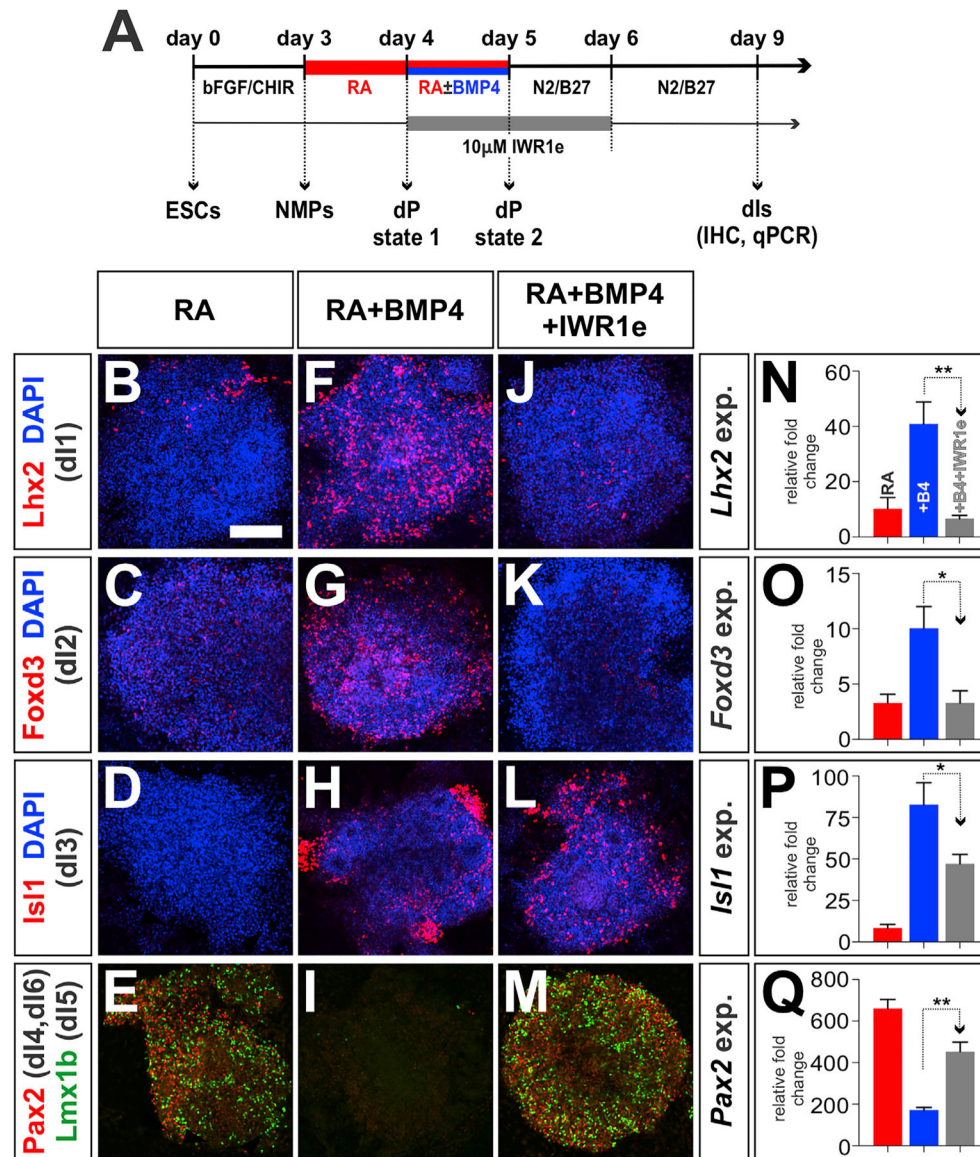 A
day 0 day 3 day 4 day 5 day 6 day 9
bFGF/CHIR RA RA±BMP4 N2/B27 N2/B27
10µM IWR1e
ESCs NMPs dP dP dIs
state 1 state 2 (IHC, qPCR)
RA RA+BMP4 RA+BMP4
+IWR1e
Lhx2 DAPI
(dI1)
B F J
Lhx2 exp.
N
relative fold
change
60
40
20
0
RA
+B4
+B4+IWR1e
**
Foxd3 DAPI
(dI2)
C G K
Foxd3 exp.
O
relative fold
change
15
10
5
0
*
Isl1 DAPI
(dI3)
D H L
Isl1 exp.
P
relative fold
change
100
75
50
25
0
*
Pax2 (dI4,dI6)
Lmx1b (dI5)
E I M
Pax2 exp.
Q
relative fold
change
800
600
400
200
0
**